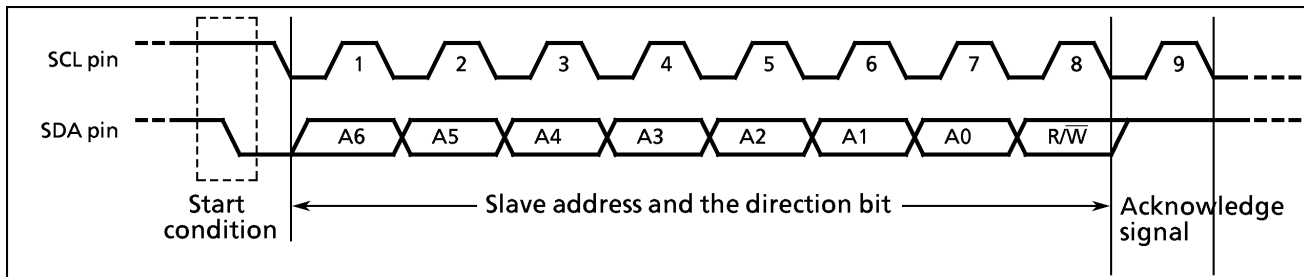 SCL pin
1 2 3 4 5 6 7 8 9
SDA pin
A6 A5 A4 A3 A2 A1 A0 R/W̅
Start
condition
Slave address and the direction bit
Acknowledge
signal